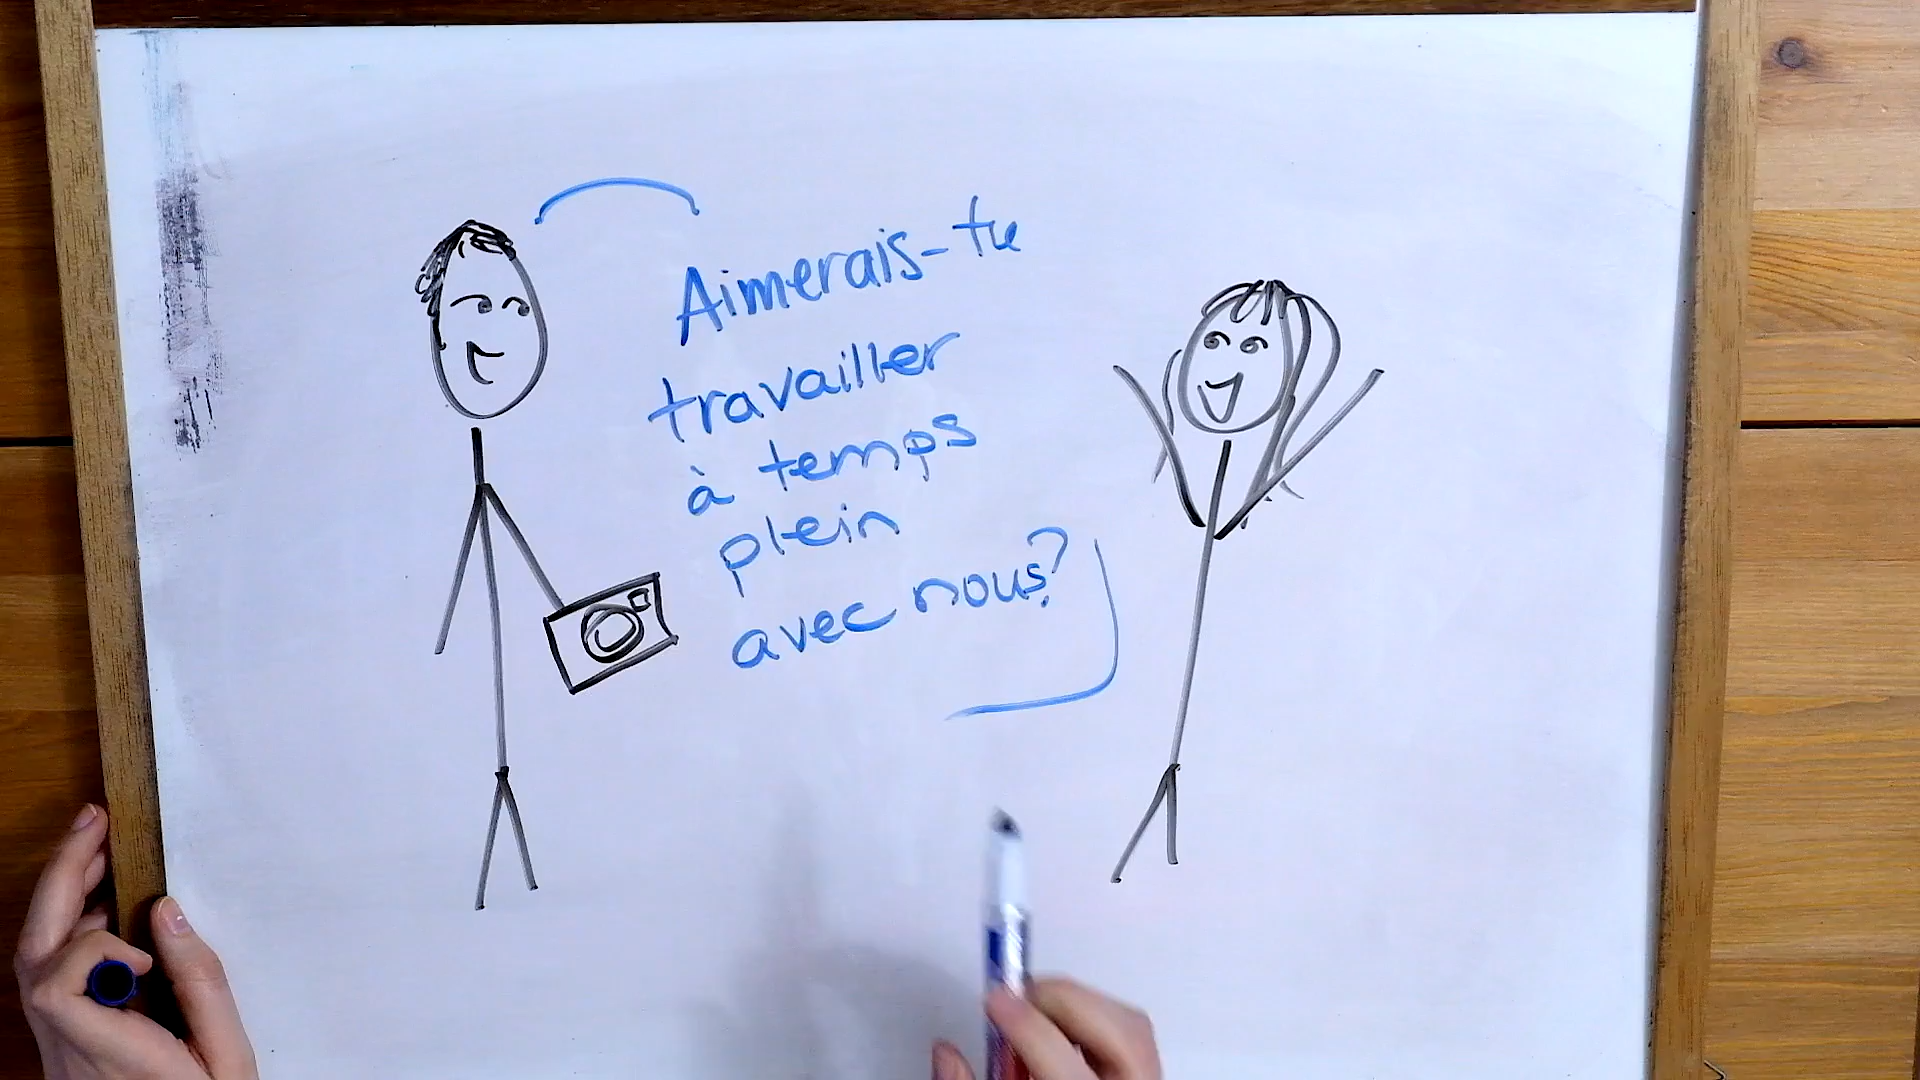 Aimerais-tu
travailler
à temps
plein
avec nous?